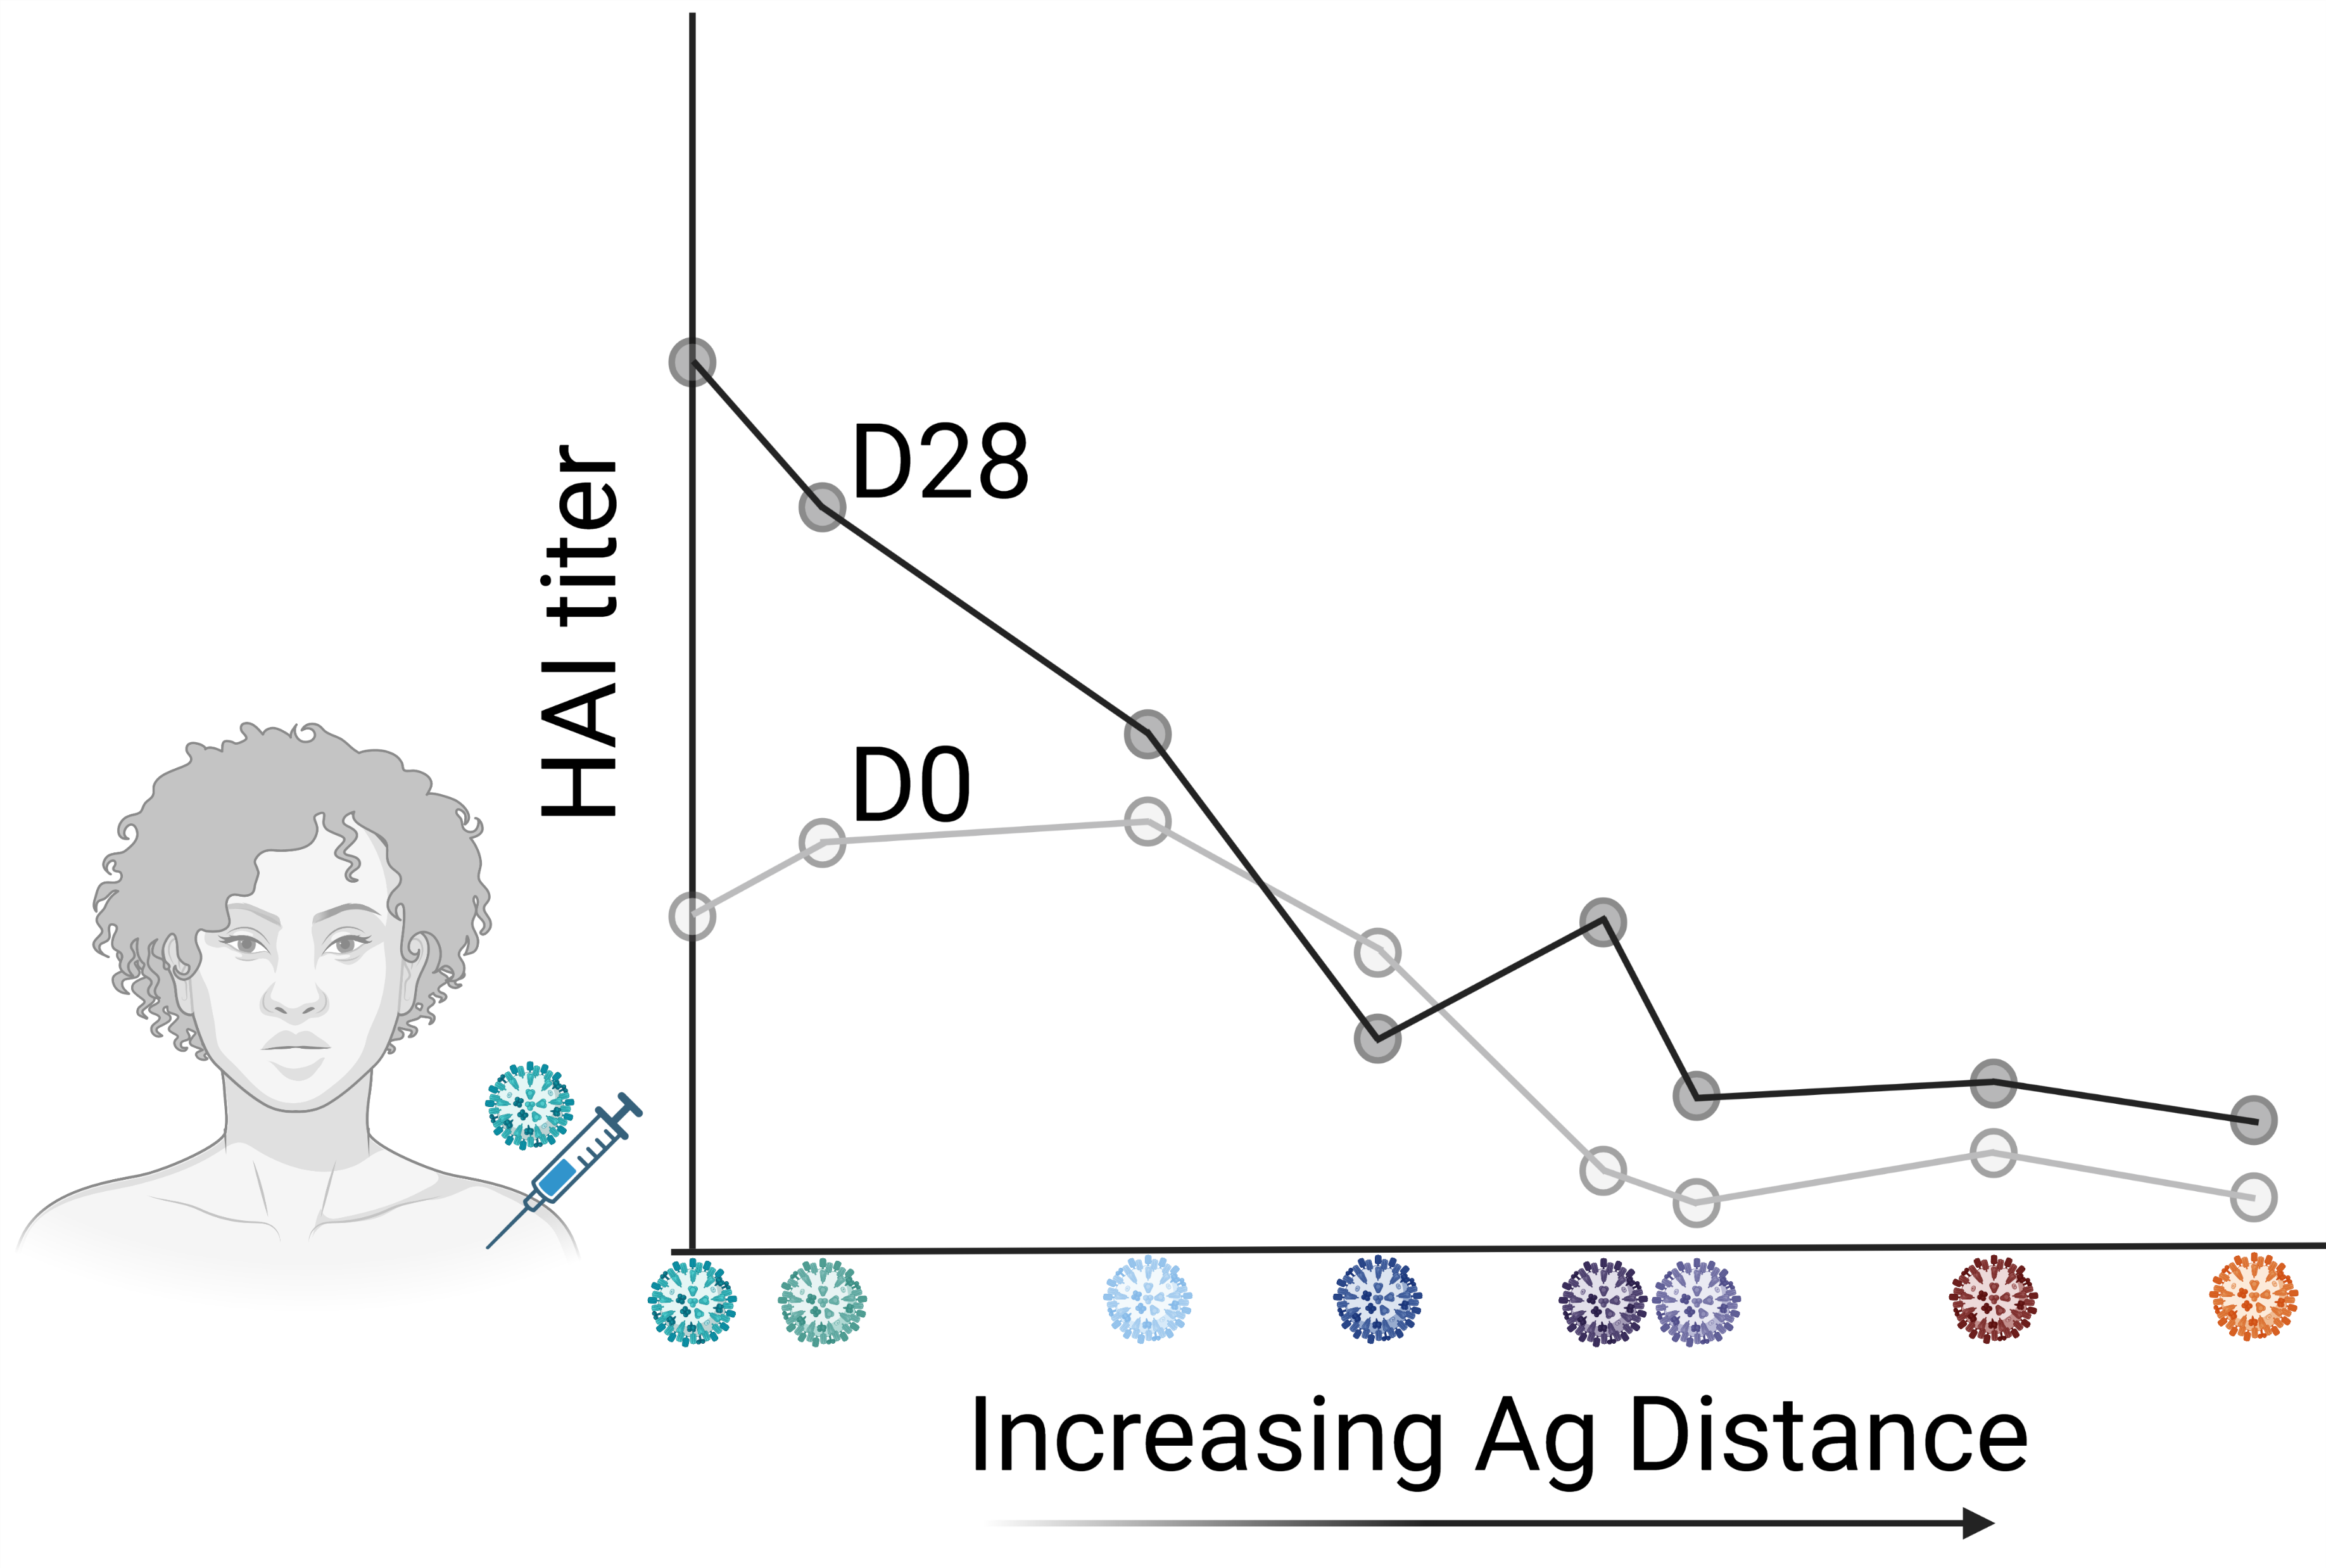 HAI titer
D28
D0
Increasing Ag Distance